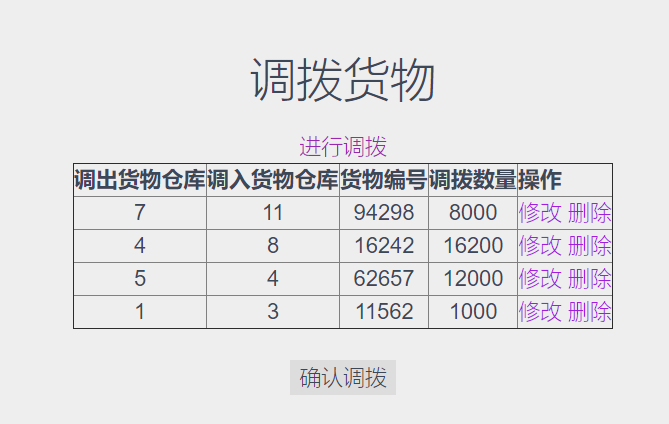 调拨货物
进行调拨
调出货物仓库 调入货物仓库 货物编号 调拨数量 操作
7 11 94298 8000 修改 删除
4 8 16242 16200 修改 删除
5 4 62657 12000 修改 删除
1 3 11562 1000 修改 删除
确认调拨